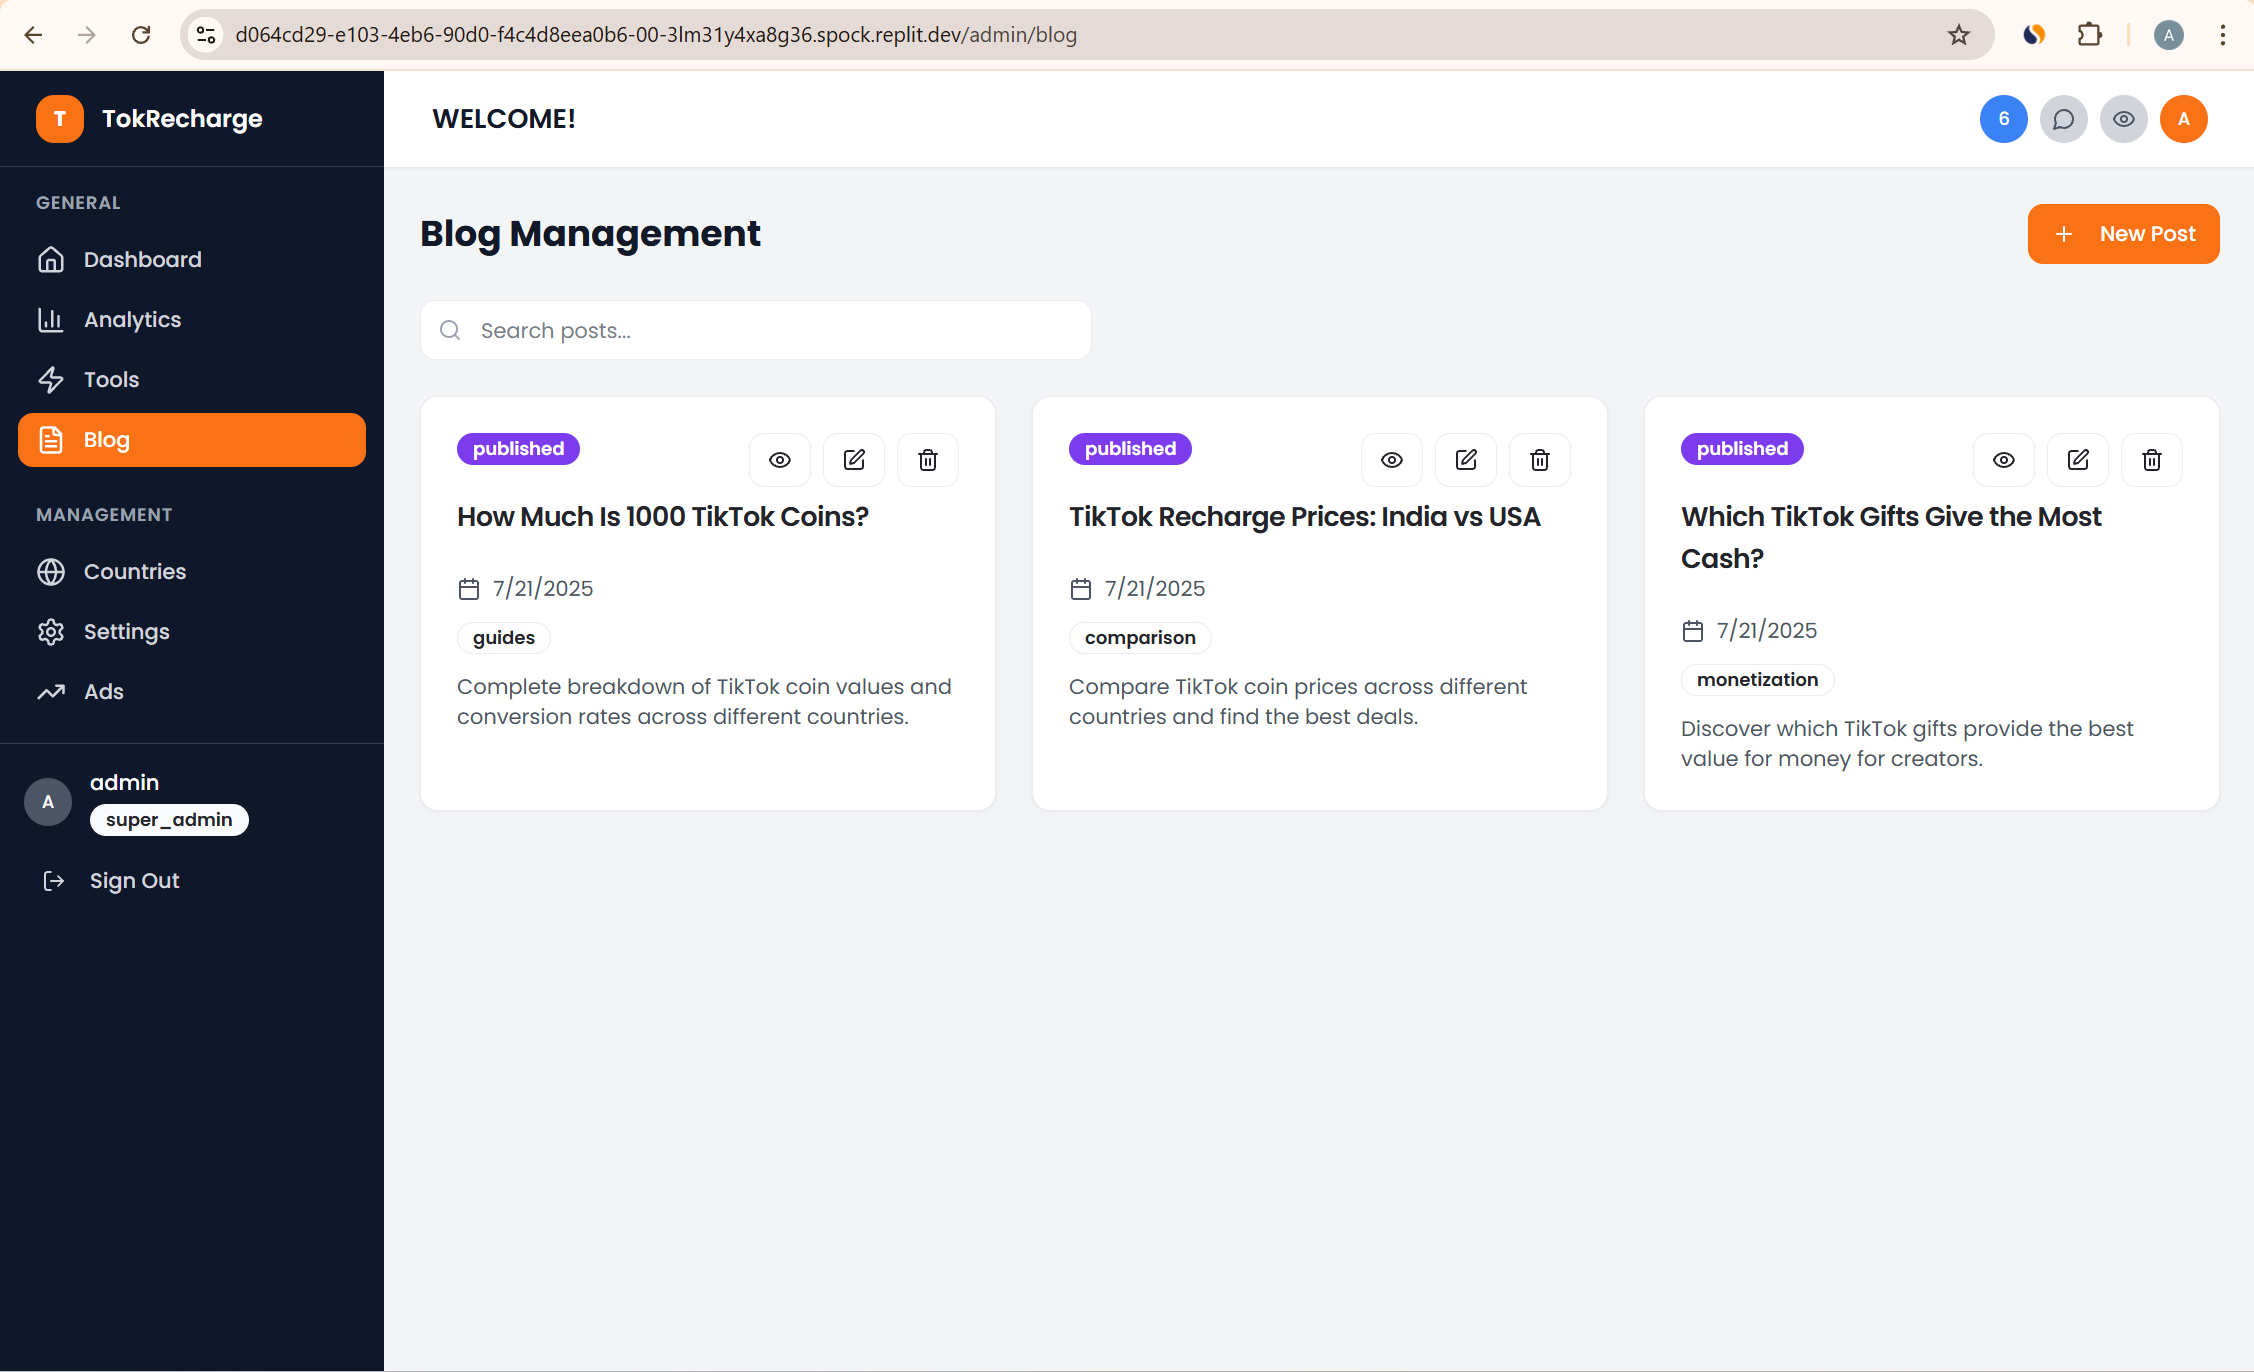 d064cd29-e103-4eb6-90d0-f4c4d8eea0b6-00-3lm31y4xa8g36.spock.replit.dev/admin/blog
A
T TokRecharge
WELCOME!
6
A
GENERAL
Dashboard
Analytics
Tools
Blog
MANAGEMENT
Countries
Settings
Ads
A
admin
super_admin
Sign Out
Blog Management
New Post
Search posts...
published
How Much Is 1000 TikTok Coins?
7/21/2025
guides
Complete breakdown of TikTok coin values and
conversion rates across different countries.
published
TikTok Recharge Prices: India vs USA
7/21/2025
comparison
Compare TikTok coin prices across different
countries and find the best deals.
published
Which TikTok Gifts Give the Most
Cash?
7/21/2025
monetization
Discover which TikTok gifts provide the best
value for money for creators.